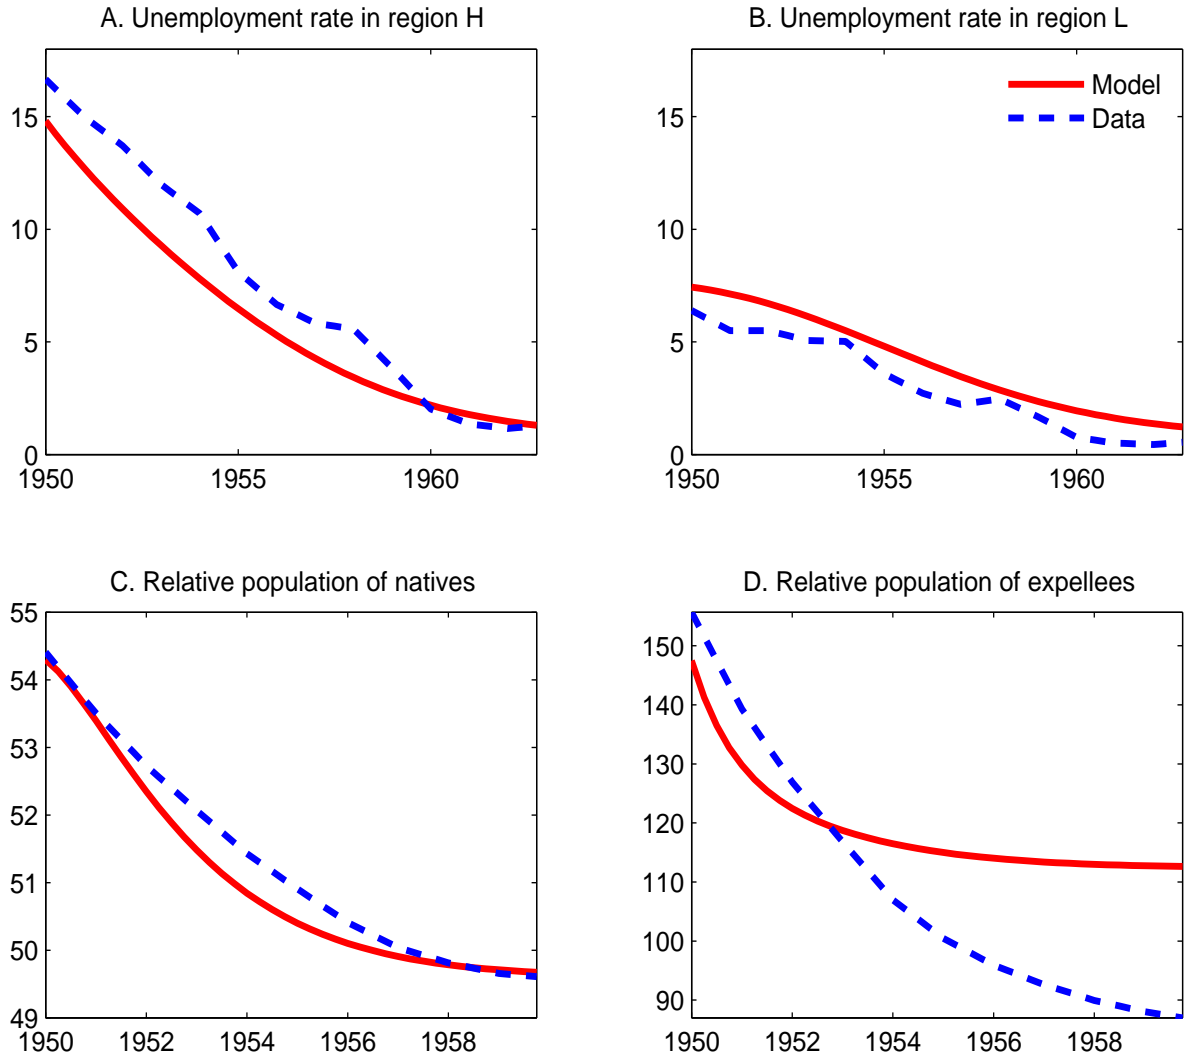 A. Unemployment rate in region H
15
10
5
0
1950 1955 1960
B. Unemployment rate in region L
Model
Data
15
10
5
0
1950 1955 1960
C. Relative population of natives
55
54
53
52
51
50
49
1950 1952 1954 1956 1958
D. Relative population of expellees
150
140
130
120
110
100
90
1950 1952 1954 1956 1958